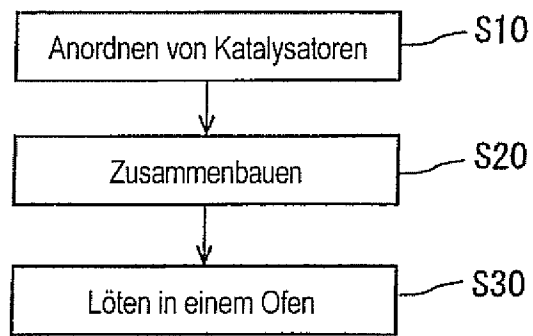 Anordnen von Katalysatoren S10
Zusammenbauen S20
Löten in einem Ofen S30